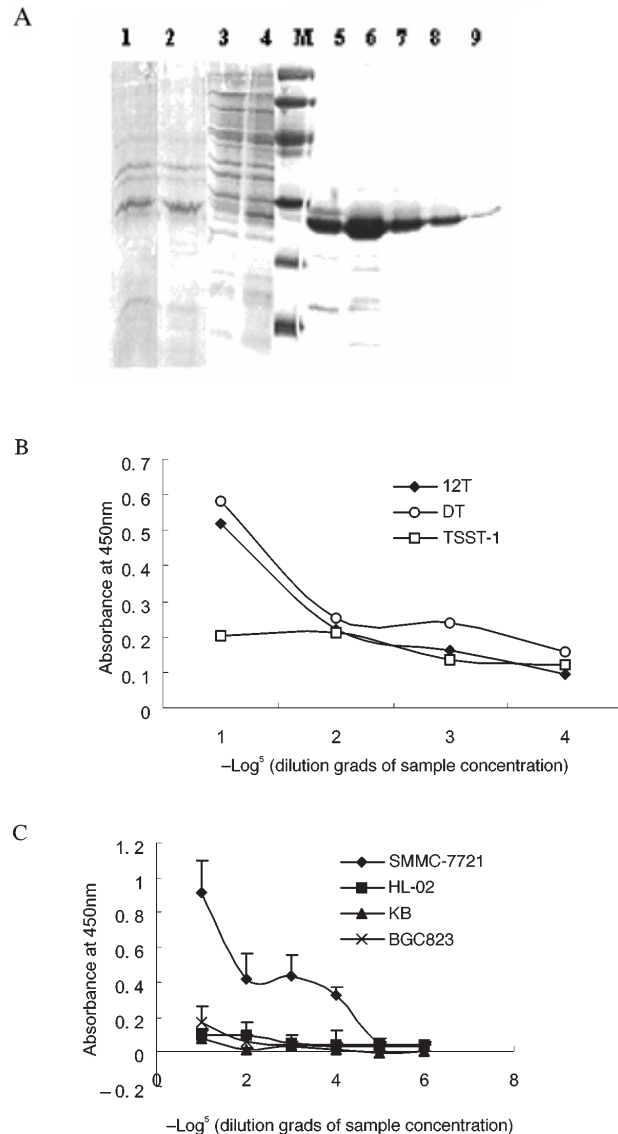 A
1 2 3 4 M 5 6 7 8 9
B
0.7
0.6
0.5
0.4
0.3
0.2
0.1
0
Absorbance at 450nm
12T
DT
TSST-1
1 2 3 4
–Log⁵ (dilution grads of sample concentration)
C
1.2
1
0.8
0.6
0.4
0.2
0
–0.2
Absorbance at 450nm
SMMC-7721
HL-02
KB
BGC823
0 2 4 6 8
–Log⁵ (dilution grads of sample concentration)